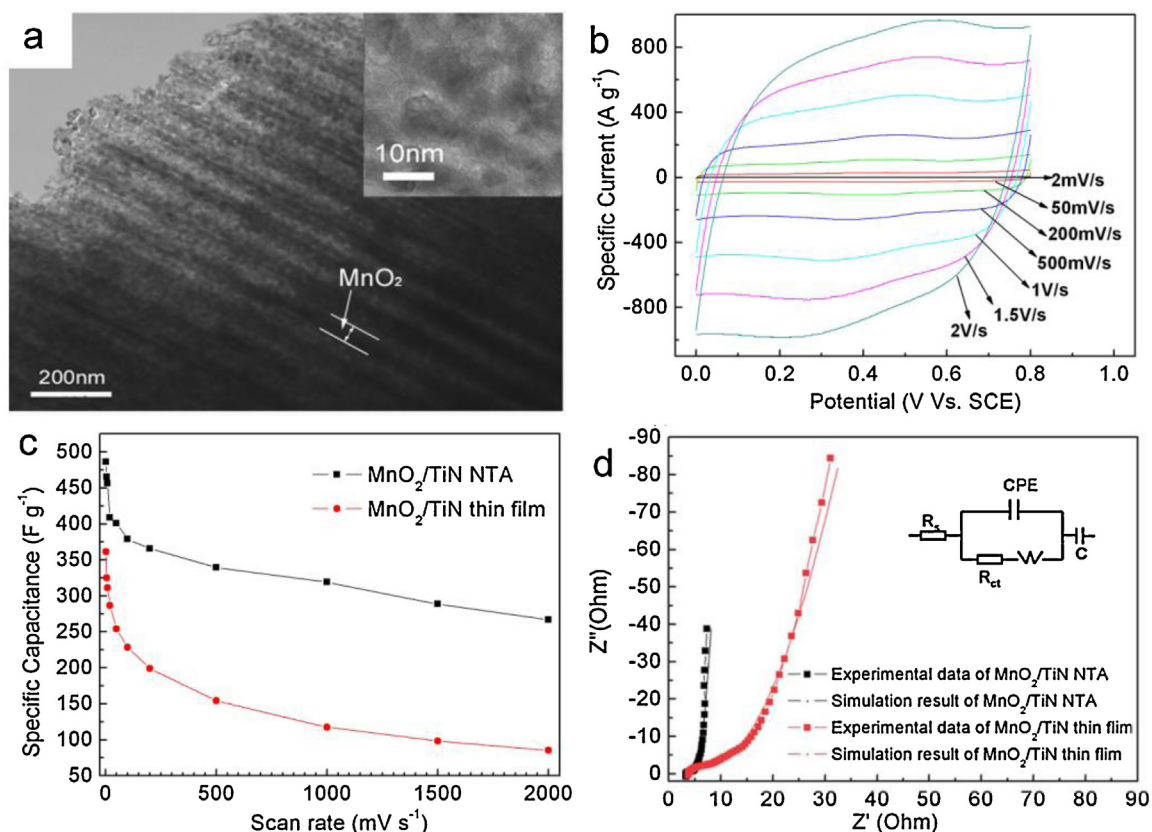 a
10nm
MnO₂
200nm
b
Specific Current (A g⁻¹)
800
400
0
-400
-800
0.0 0.2 0.4 0.6 0.8 1.0
Potential (V Vs. SCE)
2mV/s
50mV/s
200mV/s
500mV/s
1V/s
1.5V/s
2V/s
c
Specific Capacitance (F g⁻¹)
500
450
400
350
300
250
200
150
100
50
0 500 1000 1500 2000
Scan rate (mV s⁻¹)
MnO₂/TiN NTA
MnO₂/TiN thin film
d
Z''(Ohm)
-90
-80
-70
-60
-50
-40
-30
-20
-10
0
0 10 20 30 40 50 60 70 80 90
Z' (Ohm)
CPE
Rₛ
C
R꜀ₜ
W
Experimental data of MnO₂/TiN NTA
Simulation result of MnO₂/TiN NTA
Experimental data of MnO₂/TiN thin film
Simulation result of MnO₂/TiN thin film